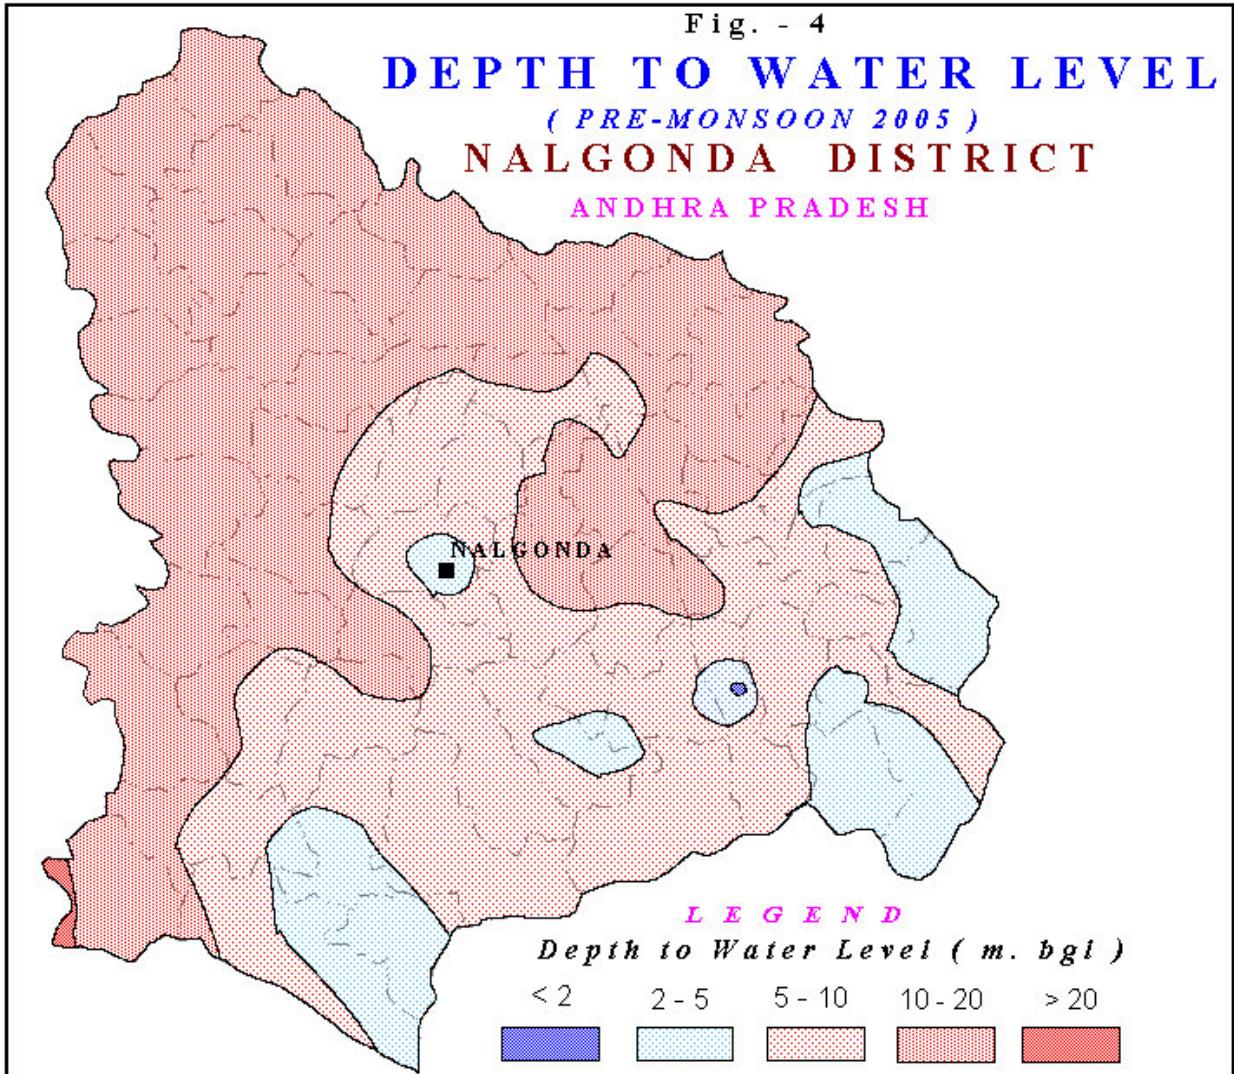 Fig. - 4
DEPTH TO WATER LEVEL
( PRE-MONSOON 2005 )
NALGONDA DISTRICT
ANDHRA PRADESH
NALGONDA
LEGEND
Depth to Water Level ( m. bgl )
< 2 2 - 5 5 - 10 10 - 20 > 20